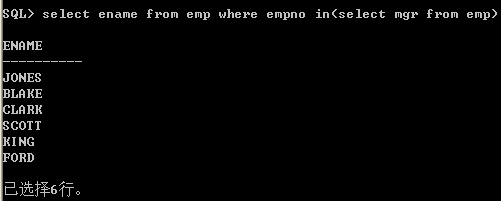 SQL> select ename from emp where empno in(select mgr from emp)
ENAME
----------
JONES
BLAKE
CLARK
SCOTT
KING
FORD
已选择6行。